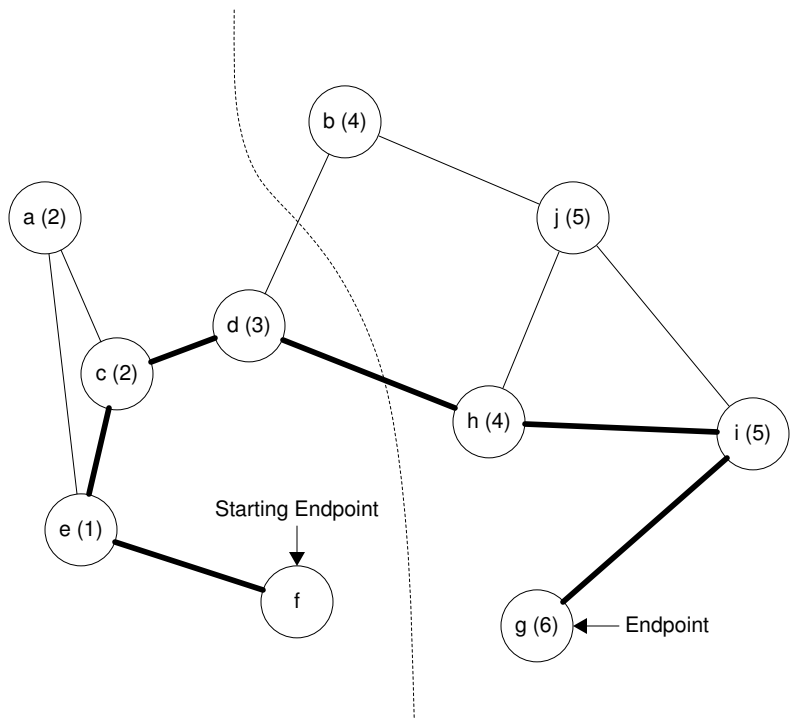 b (4)
a (2)
j (5)
d (3)
c (2)
h (4)
i (5)
Starting Endpoint
e (1)
f
g (6)
Endpoint